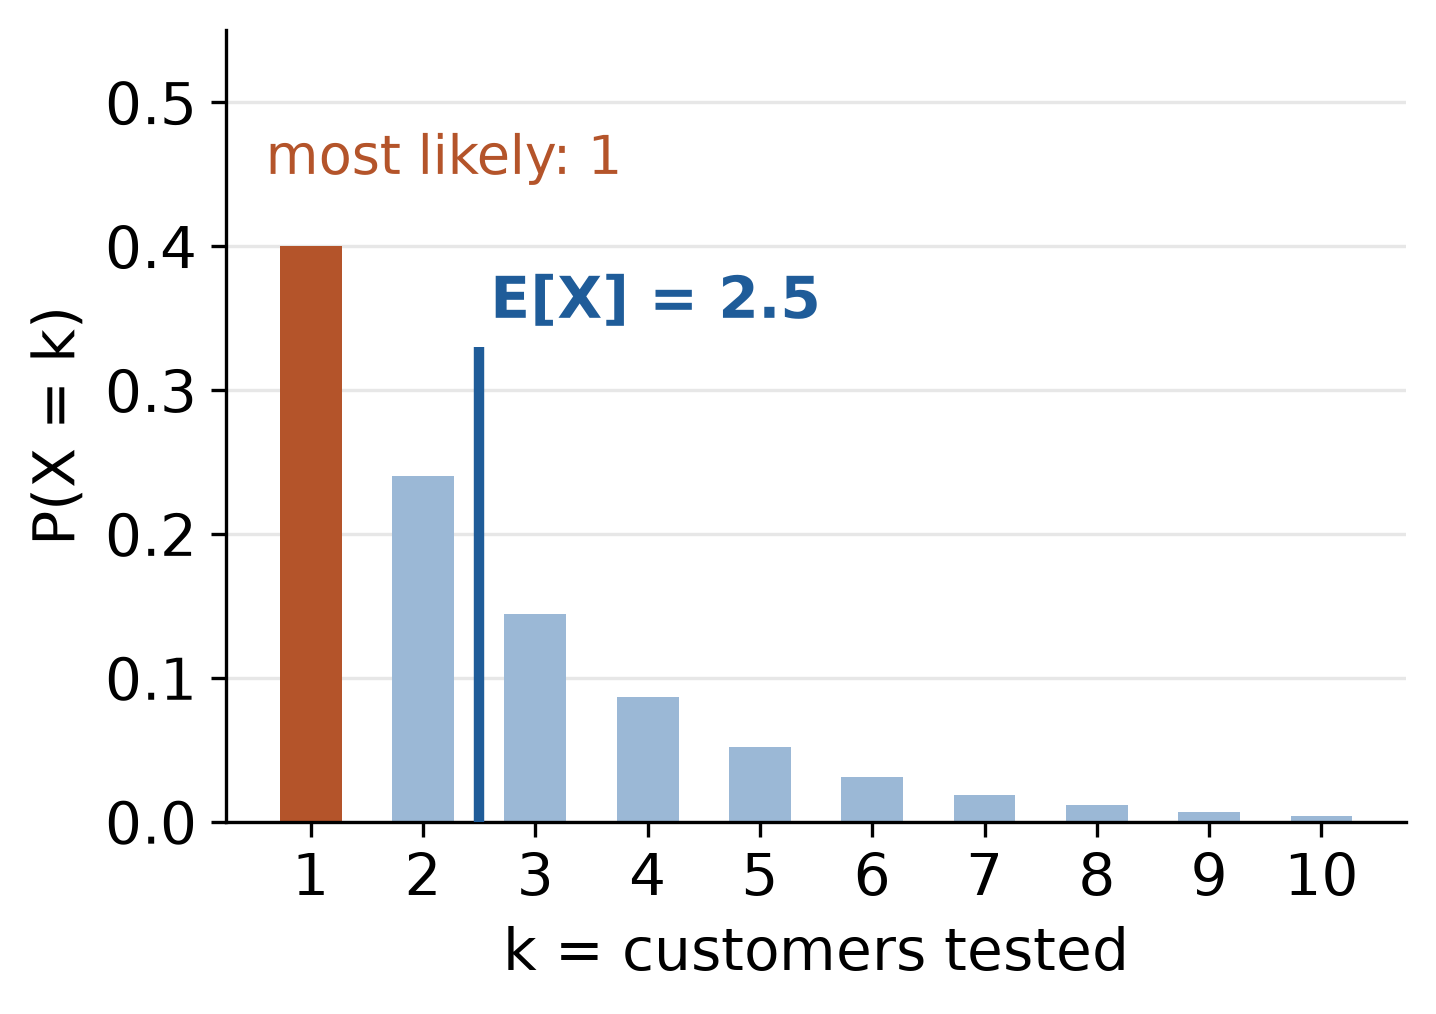 0.5
most likely: 1
0.4
E[X] = 2.5
0.3
P(X = k)
0.2
0.1
0.0
1 2 3 4 5 6 7 8 9 10
k = customers tested